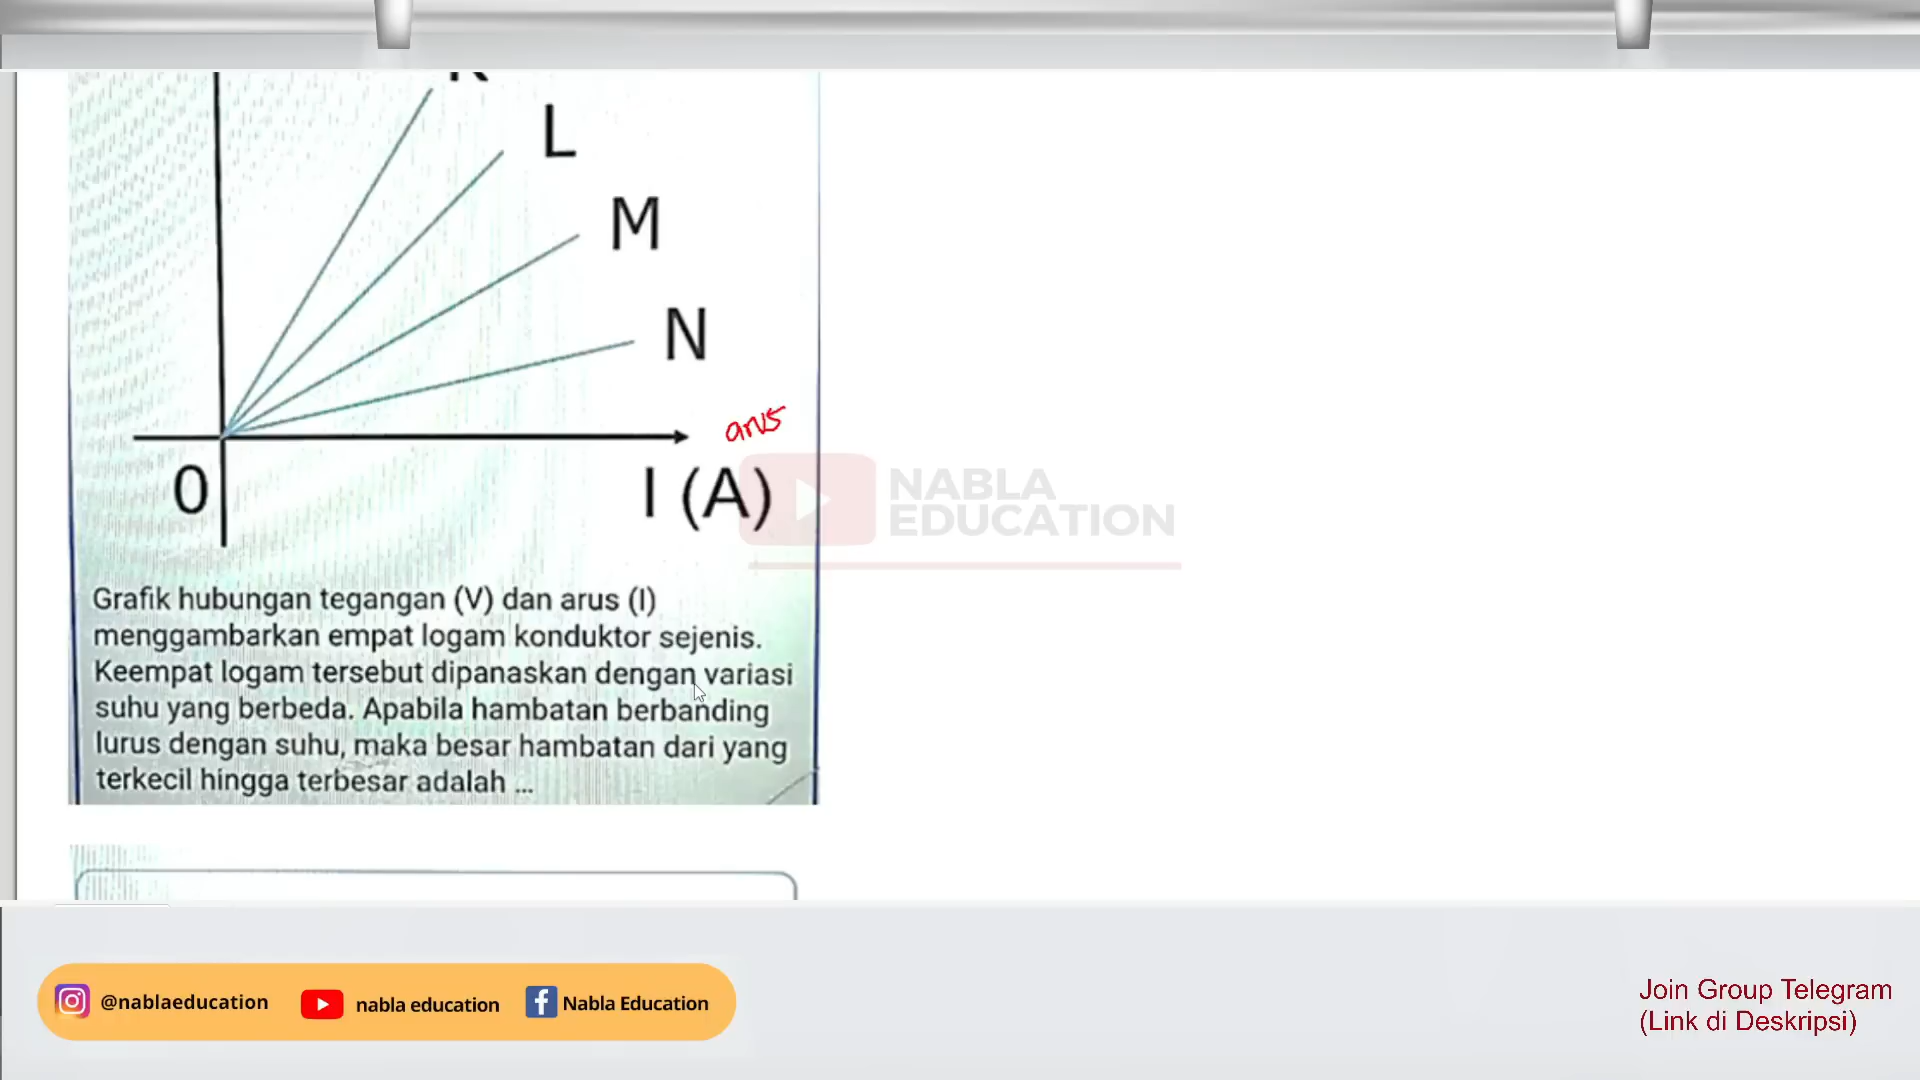 L
M
N
arus
0
I (A)
NABLA
EDUCATION
Grafik hubungan tegangan (V) dan arus (I)
menggambarkan empat logam konduktor sejenis.
Keempat logam tersebut dipanaskan dengan variasi
suhu yang berbeda. Apabila hambatan berbanding
lurus dengan suhu, maka besar hambatan dari yang
terkecil hingga terbesar adalah ...
@nablaeducation
nabla education
Nabla Education
Join Group Telegram
(Link di Deskripsi)